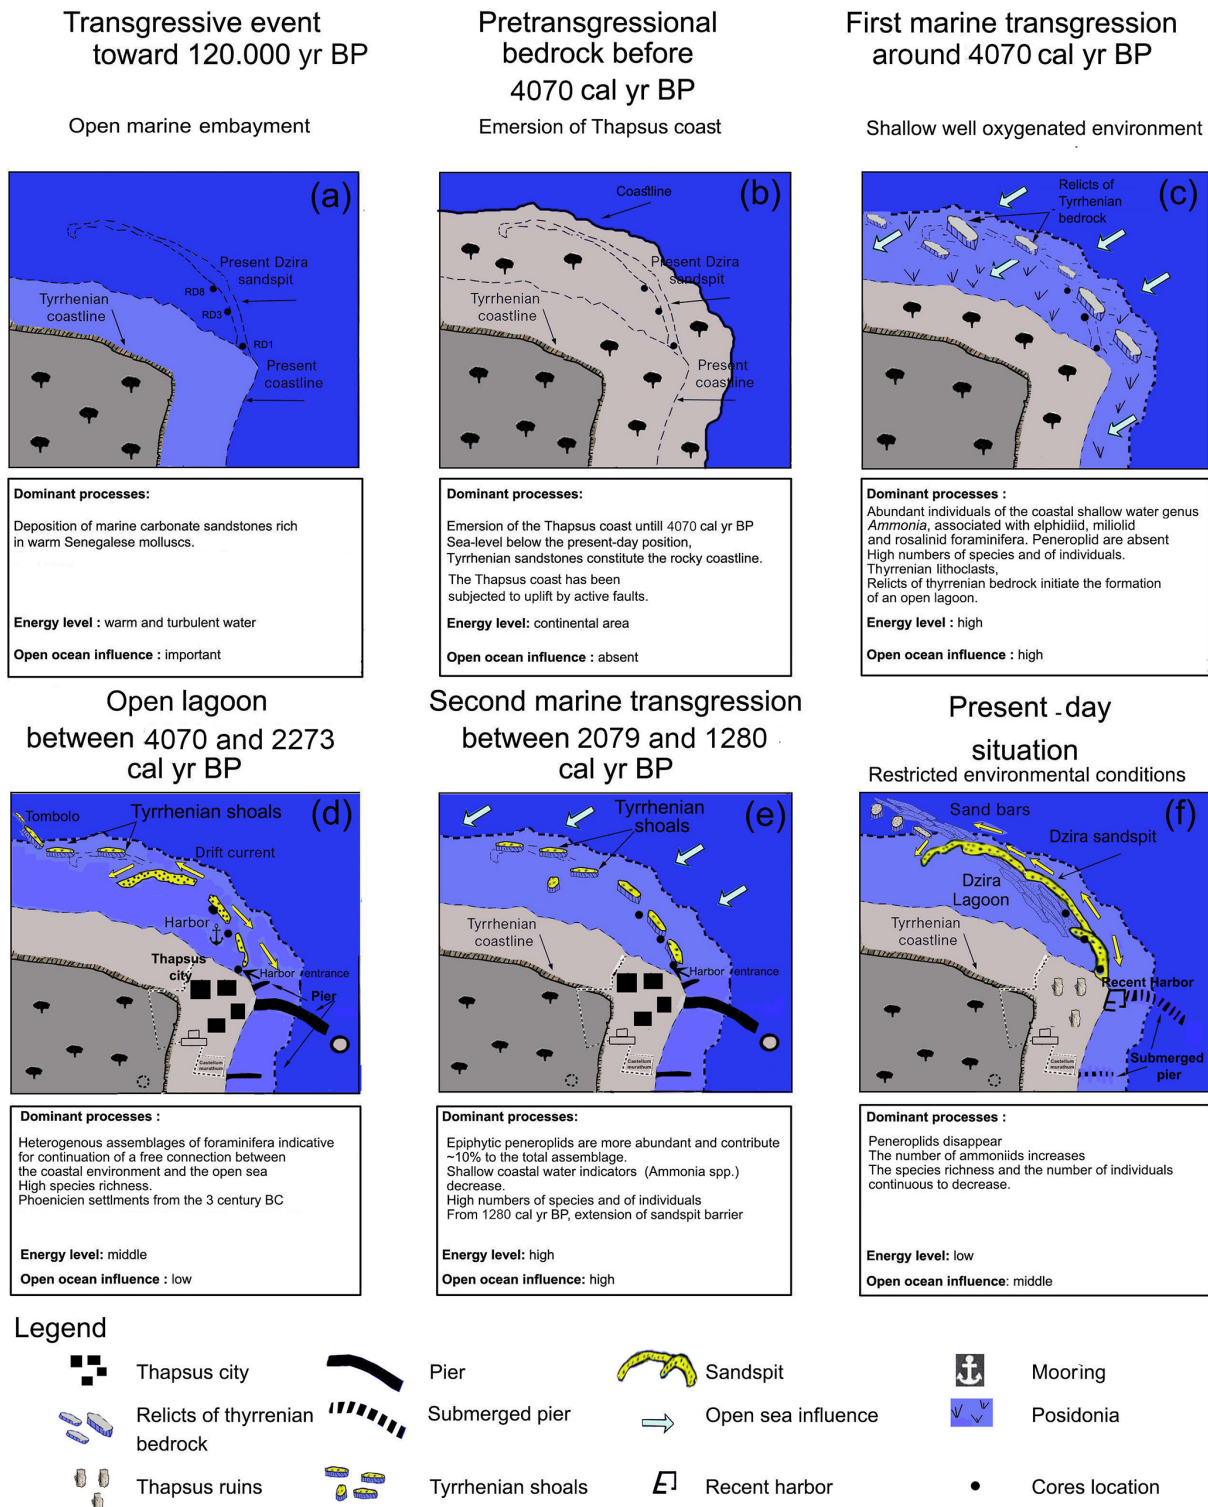 Transgressive event
toward 120.000 yr BP
Open marine embayment
(a)
Present Dzira
sandspit
RD8
Tyrrhenian
coastline
RD3
RD1
Present
coastline
Dominant processes:
Deposition of marine carbonate sandstones rich
in warm Senegalese molluscs.
Energy level : warm and turbulent water
Open ocean influence : important
Pretransgressional
bedrock before
4070 cal yr BP
Emersion of Thapsus coast
(b)
Coastline
Present Dzira
sandspit
Tyrrhenian
coastline
Present
coastline
Dominant processes:
Emersion of the Thapsus coast untill 4070 cal yr BP
Sea-level below the present-day position,
Tyrrhenian sandstones constitute the rocky coastline.
The Thapsus coast has been
subjected to uplift by active faults.
Energy level: continental area
Open ocean influence : absent
First marine transgression
around 4070 cal yr BP
Shallow well oxygenated environment
(c)
Relicts of
Tyrrhenian
bedrock
Dominant processes :
Abundant individuals of the coastal shallow water genus
Ammonia, associated with elphidiid, miliolid
and rosalinid foraminifera. Peneroplid are absent
High numbers of species and of individuals.
Thyrrenian lithoclasts,
Relicts of thyrrenian bedrock initiate the formation
of an open lagoon.
Energy level : high
Open ocean influence : high
Open lagoon
between 4070 and 2273
cal yr BP
(d)
Tombolo
Tyrrhenian shoals
Drift current
Harbor
Thapsus
city
Harbor entrance
Pier
Castellum
murathum
Dominant processes :
Heterogenous assemblages of foraminifera indicative
for continuation of a free connection between
the coastal environment and the open sea
High species richness.
Phoenicien settlments from the 3 century BC
Energy level: middle
Open ocean influence : low
Second marine transgression
between 2079 and 1280
cal yr BP
(e)
Tyrrhenian
shoals
Tyrrhenian
coastline
Harbor entrance
Castellum
murathum
Dominant processes:
Epiphytic peneroplids are more abundant and contribute
~10% to the total assemblage.
Shallow coastal water indicators (Ammonia spp.)
decrease.
High numbers of species and of individuals
From 1280 cal yr BP, extension of sandspit barrier
Energy level: high
Open ocean influence: high
Present -day
situation
Restricted environmental conditions
(f)
Sand bars
Dzira sandspit
Dzira
Lagoon
Tyrrhenian
coastline
Recent Harbor
Submerged
pier
Castellum
murathum
Dominant processes :
Peneroplids disappear
The number of ammoniids increases
The species richness and the number of individuals
continuous to decrease.
Energy level: low
Open ocean influence: middle
Legend
Thapsus city
Pier
Sandspit
Mooring
Relicts of thyrrenian
bedrock
Submerged pier
Open sea influence
Posidonia
Thapsus ruins
Tyrrhenian shoals
Recent harbor
Cores location